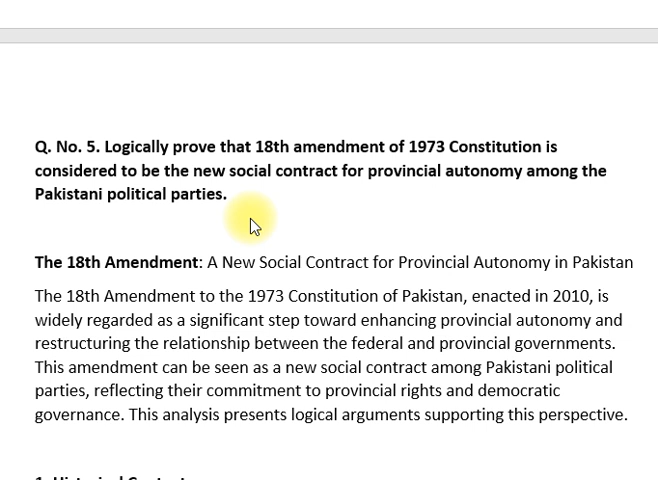 Q. No. 5. Logically prove that 18th amendment of 1973 Constitution is
considered to be the new social contract for provincial autonomy among the
Pakistani political parties.
The 18th Amendment: A New Social Contract for Provincial Autonomy in Pakistan
The 18th Amendment to the 1973 Constitution of Pakistan, enacted in 2010, is
widely regarded as a significant step toward enhancing provincial autonomy and
restructuring the relationship between the federal and provincial governments.
This amendment can be seen as a new social contract among Pakistani political
parties, reflecting their commitment to provincial rights and democratic
governance. This analysis presents logical arguments supporting this perspective.